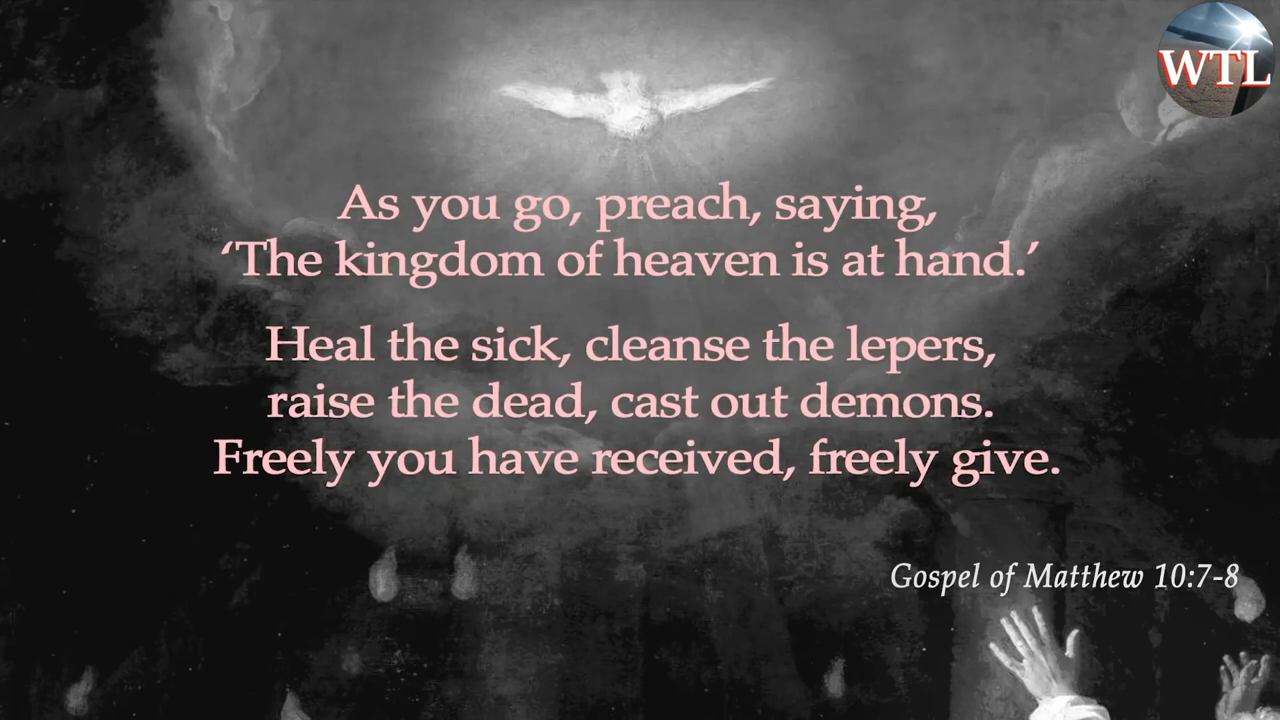 WTL
As you go, preach, saying,
‘The kingdom of heaven is at hand.’
Heal the sick, cleanse the lepers,
raise the dead, cast out demons.
Freely you have received, freely give.
Gospel of Matthew 10:7-8